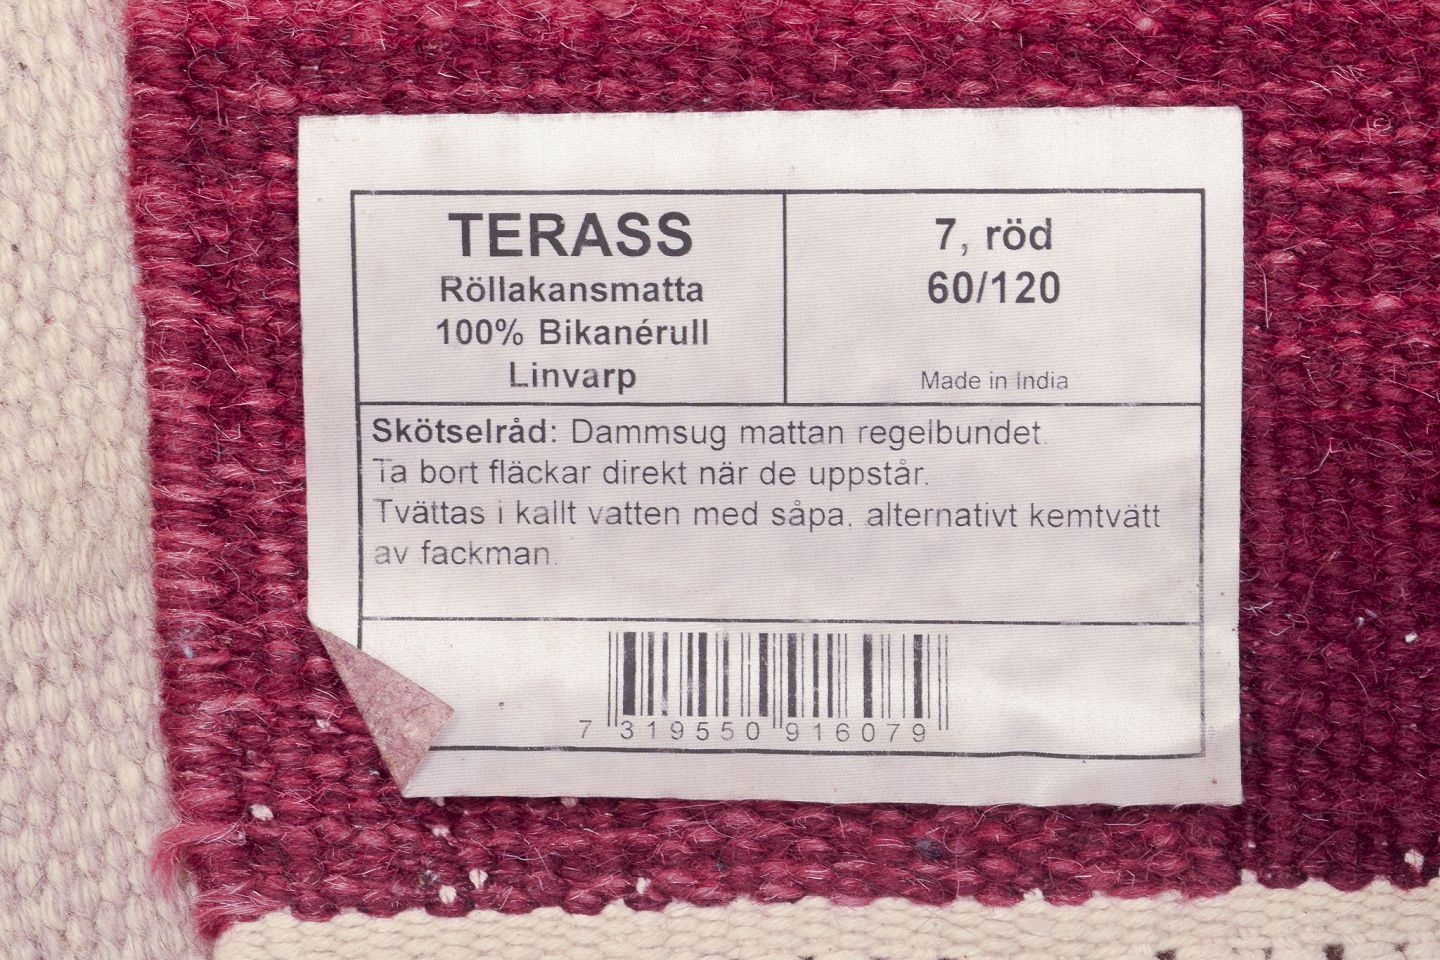 TERASS
Röllakansmatta
100% Bikanérull
Linvarp
7, röd
60/120
Made in India
Skötselråd: Dammsug mattan regelbundet.
Ta bort fläckar direkt när de uppstår.
Tvättas i kallt vatten med såpa, alternativt kemtvätt
av fackman.
7 319550 916079